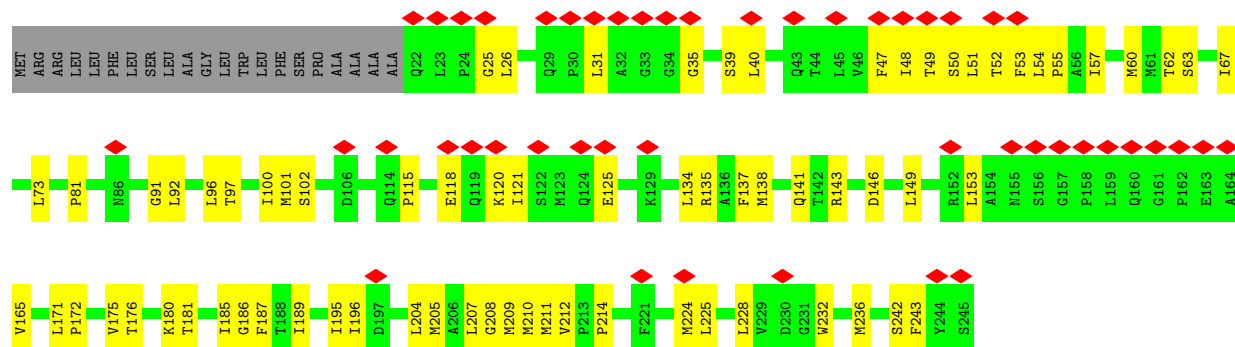 MET ARG ARG LEU LEU PHE LEU SER LEU ALA GLY LEU TRP LEU PHE SER PRO ALA ALA ALA ALA Q22 L23 P24 G25 L26 Q29 P30 L31 A32 G33 G34 G35 S39 L40 Q43 T44 L45 V46 F47 I48 T49 S50 L51 T52 F53 L54 P55 A56 I57 M60 M61 T62 S63 I67
L73 P81 N86 G91 L92 L96 T97 I100 M101 S102 D106 Q114 P115 E118 Q119 K120 I121 S122 M123 Q124 E125 K129 L134 R135 A136 F137 M138 Q141 T142 R143 D146 L149 R152 L153 A154 N155 S156 G157 P158 L159 Q160 G161 P162 E163 A164
V165 L171 P172 V175 T176 K180 T181 I185 G186 F187 T188 I189 I195 I196 D197 L204 M205 A206 L207 G208 M209 M210 M211 V212 P213 P214 F221 M224 L225 L228 V229 D230 G231 W232 M236 S242 F243 Y244 S245